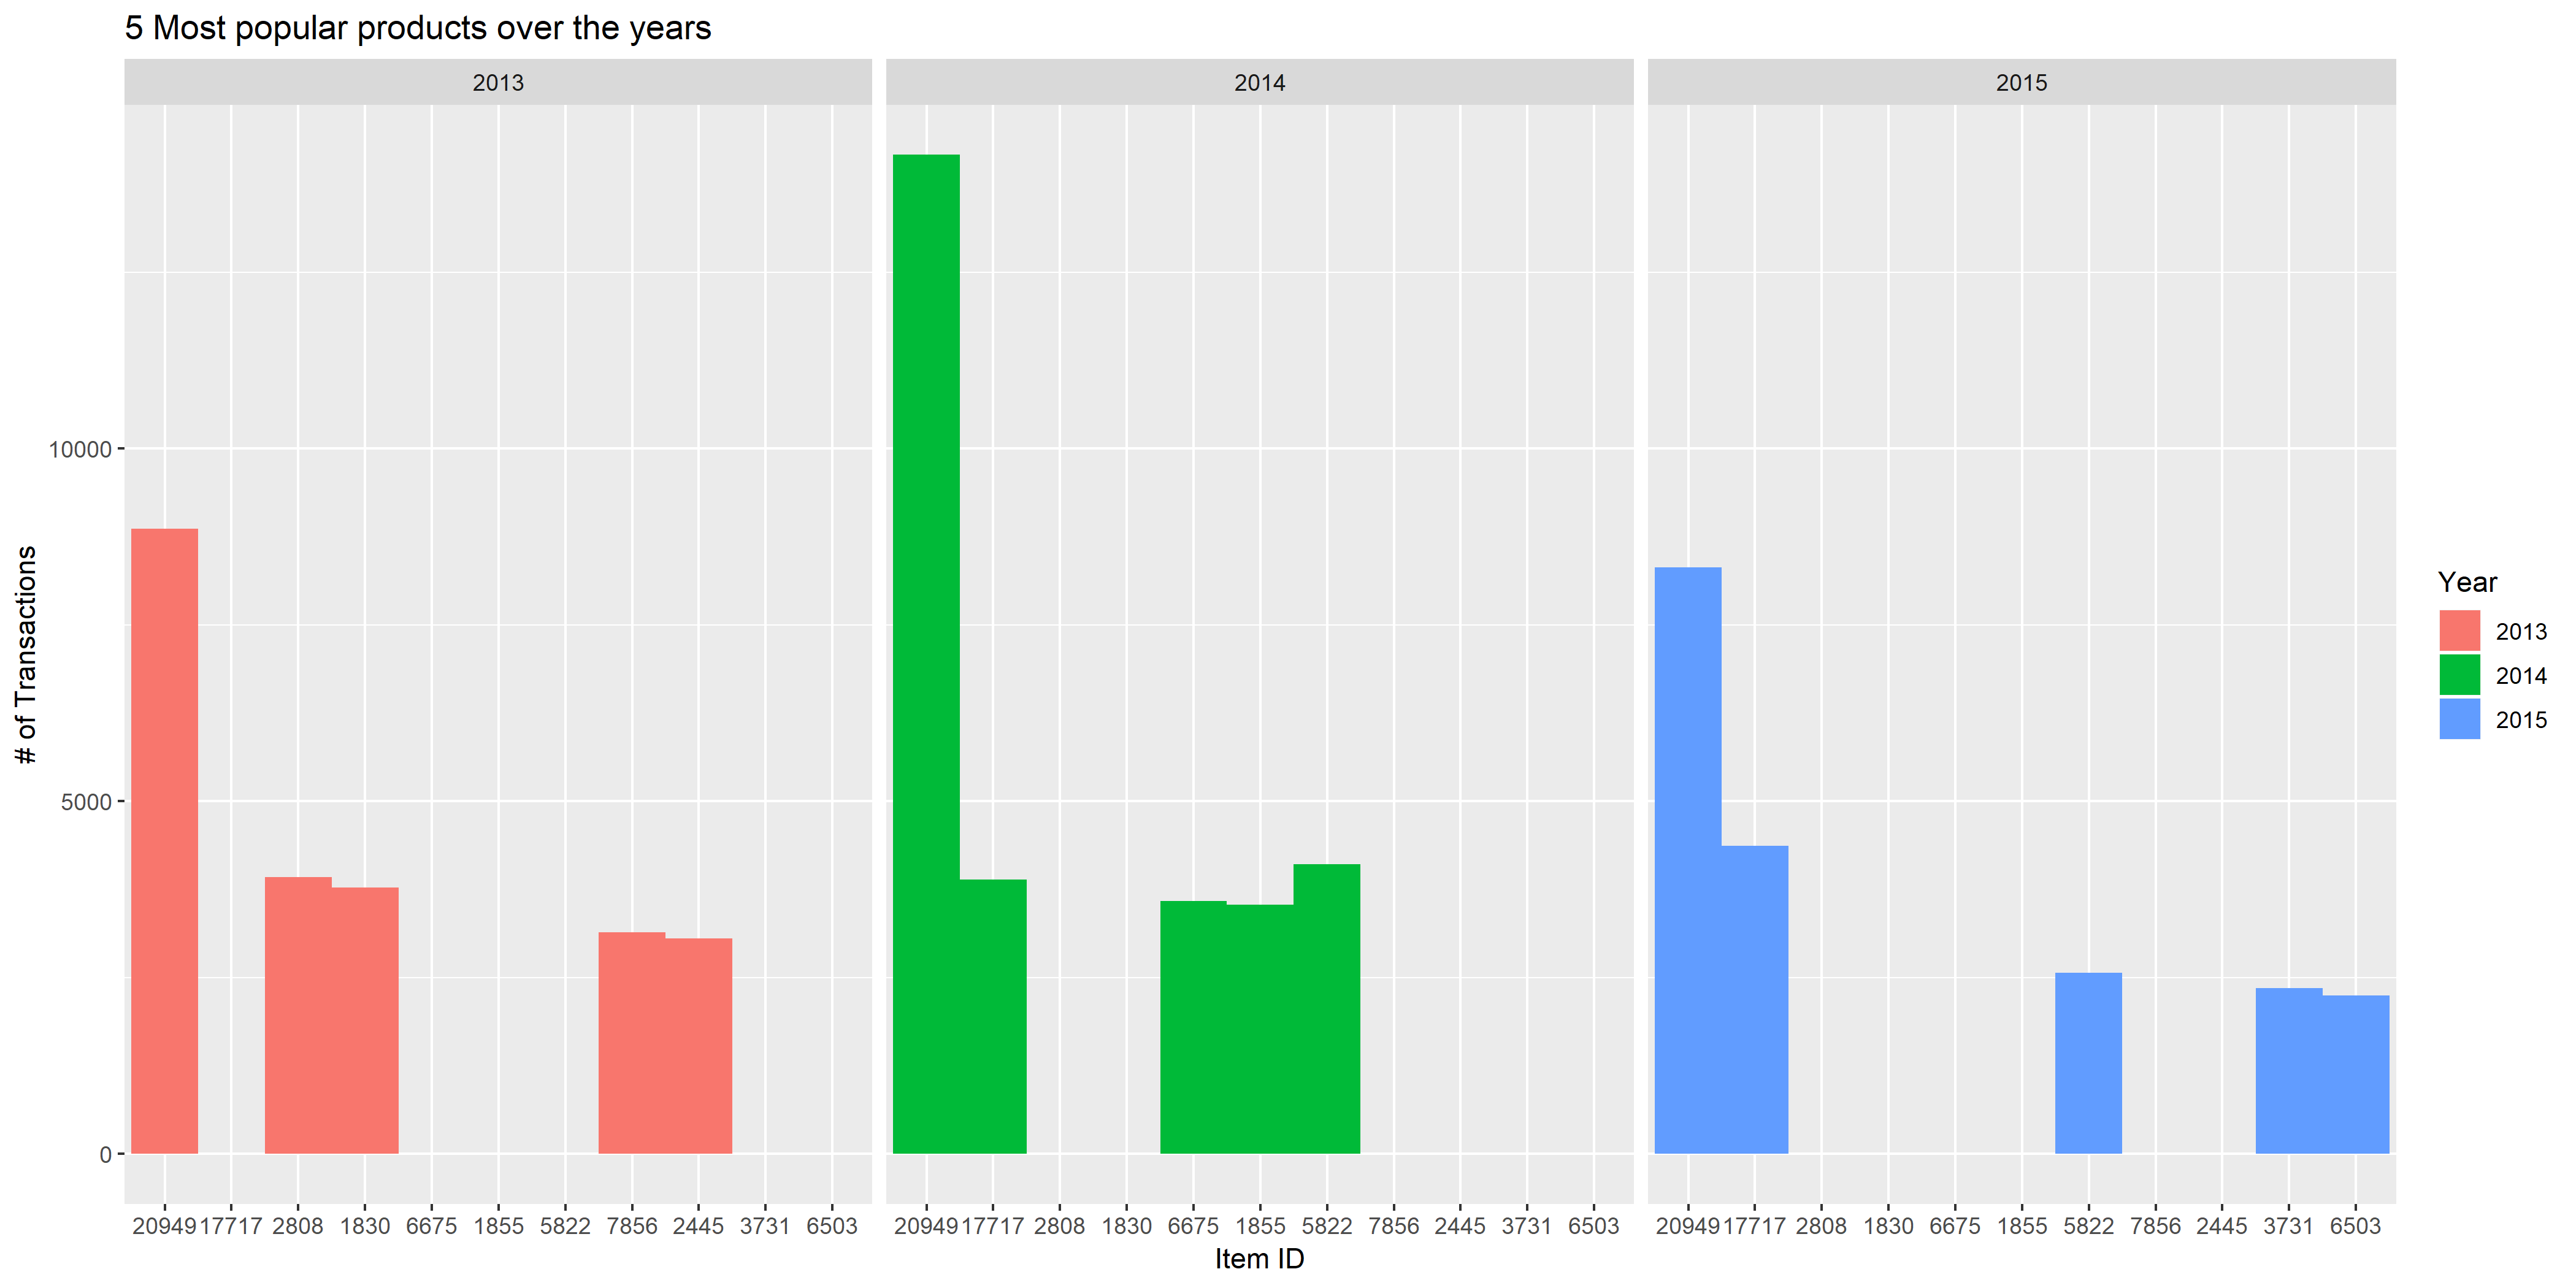 5 Most popular products over the years
2013 2014 2015
10000
5000
0
# of Transactions
20949 17717 2808 1830 6675 1855 5822 7856 2445 3731 6503
20949 17717 2808 1830 6675 1855 5822 7856 2445 3731 6503
20949 17717 2808 1830 6675 1855 5822 7856 2445 3731 6503
Item ID
Year
2013
2014
2015